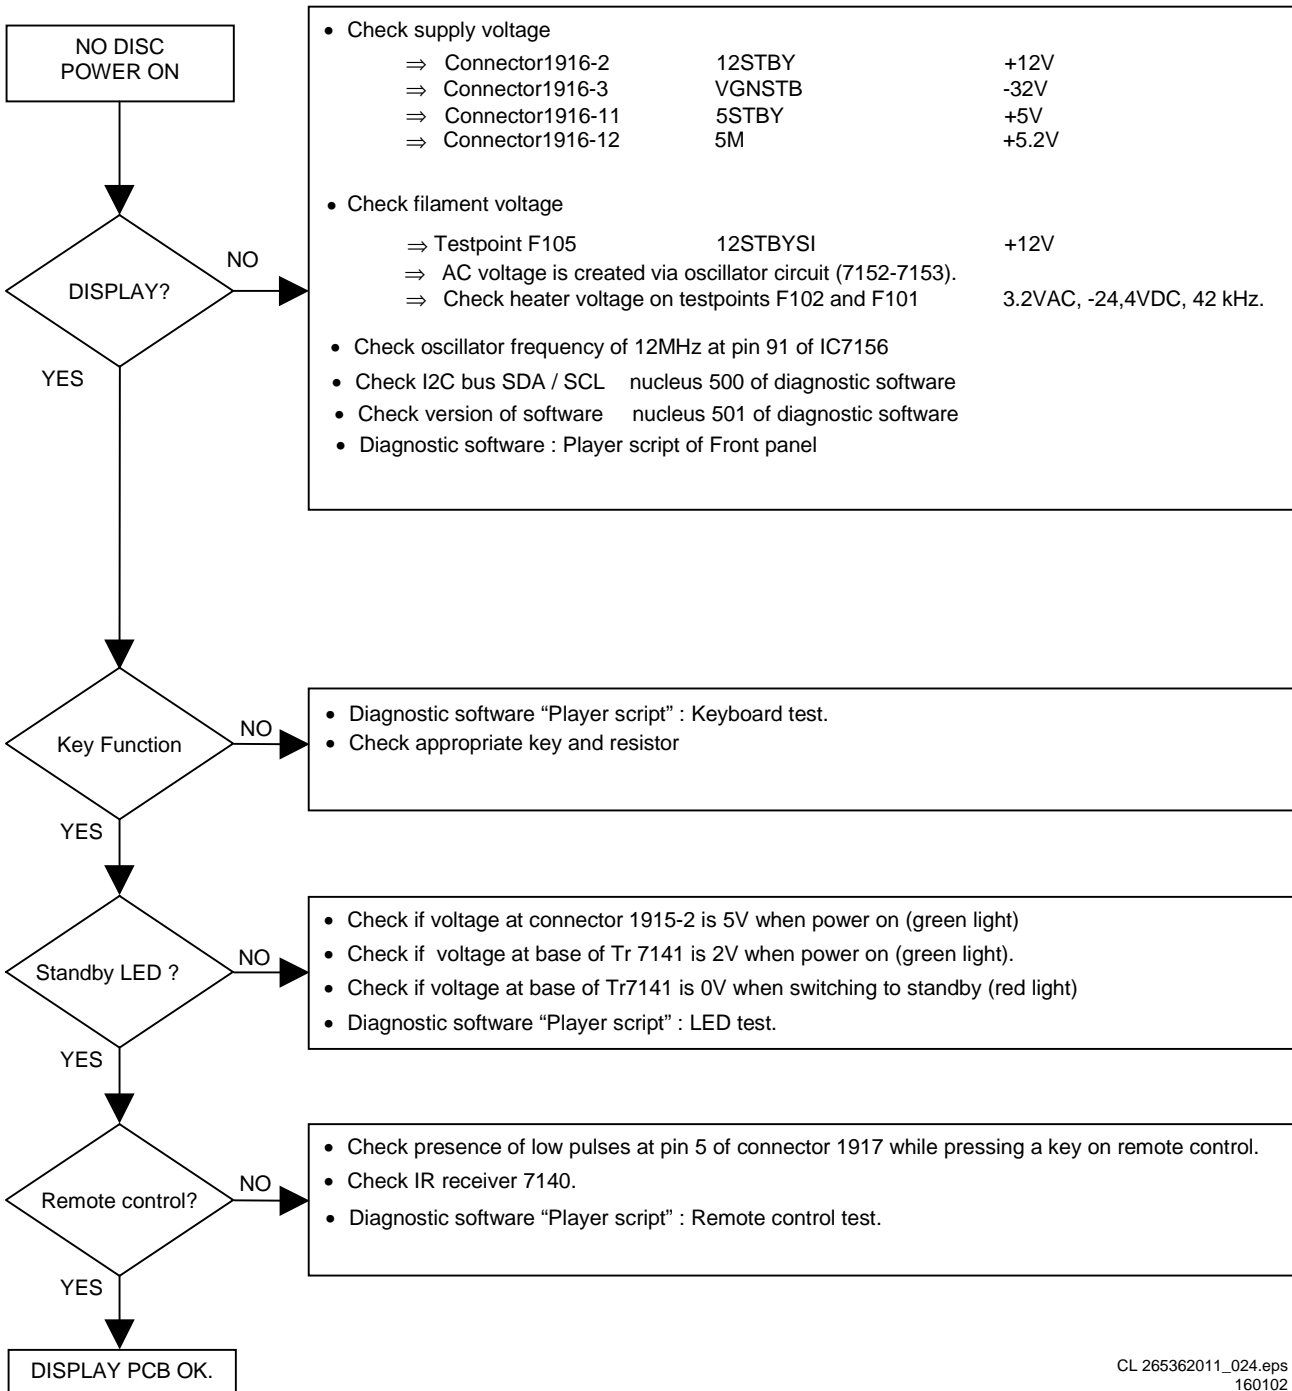 NO DISC
POWER ON
• Check supply voltage
⇒ Connector1916-2 12STBY +12V
⇒ Connector1916-3 VGNSTB -32V
⇒ Connector1916-11 5STBY +5V
⇒ Connector1916-12 5M +5.2V
• Check filament voltage
⇒ Testpoint F105 12STBYSI +12V
⇒ AC voltage is created via oscillator circuit (7152-7153).
⇒ Check heater voltage on testpoints F102 and F101 3.2VAC, -24,4VDC, 42 kHz.
• Check oscillator frequency of 12MHz at pin 91 of IC7156
• Check I2C bus SDA / SCL nucleus 500 of diagnostic software
• Check version of software nucleus 501 of diagnostic software
• Diagnostic software : Player script of Front panel
DISPLAY?
NO
YES
Key Function
NO
• Diagnostic software “Player script” : Keyboard test.
• Check appropriate key and resistor
YES
Standby LED ?
NO
• Check if voltage at connector 1915-2 is 5V when power on (green light)
• Check if voltage at base of Tr 7141 is 2V when power on (green light).
• Check if voltage at base of Tr7141 is 0V when switching to standby (red light)
• Diagnostic software “Player script” : LED test.
YES
Remote control?
NO
• Check presence of low pulses at pin 5 of connector 1917 while pressing a key on remote control.
• Check IR receiver 7140.
• Diagnostic software “Player script” : Remote control test.
YES
DISPLAY PCB OK.
CL 265362011_024.eps
160102